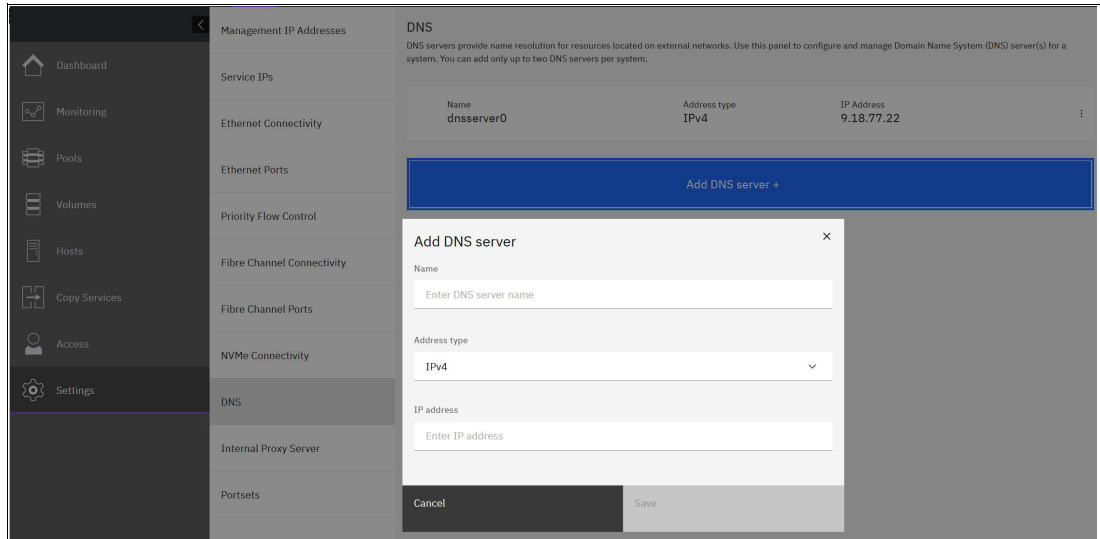 Dashboard
Monitoring
Pools
Volumes
Hosts
Copy Services
Access
Settings
Management IP Addresses
Service IPs
Ethernet Connectivity
Ethernet Ports
Priority Flow Control
Fibre Channel Connectivity
Fibre Channel Ports
NVMe Connectivity
DNS
Internal Proxy Server
Portsets
DNS
DNS servers provide name resolution for resources located on external networks. Use this panel to configure and manage Domain Name System (DNS) server(s) for a
system. You can add only up to two DNS servers per system.
Name Address type IP Address
dnsserver0 IPv4 9.18.77.22
Add DNS server +
Add DNS server
Name
Enter DNS server name
Address type
IPv4
IP address
Enter IP address
Cancel Save